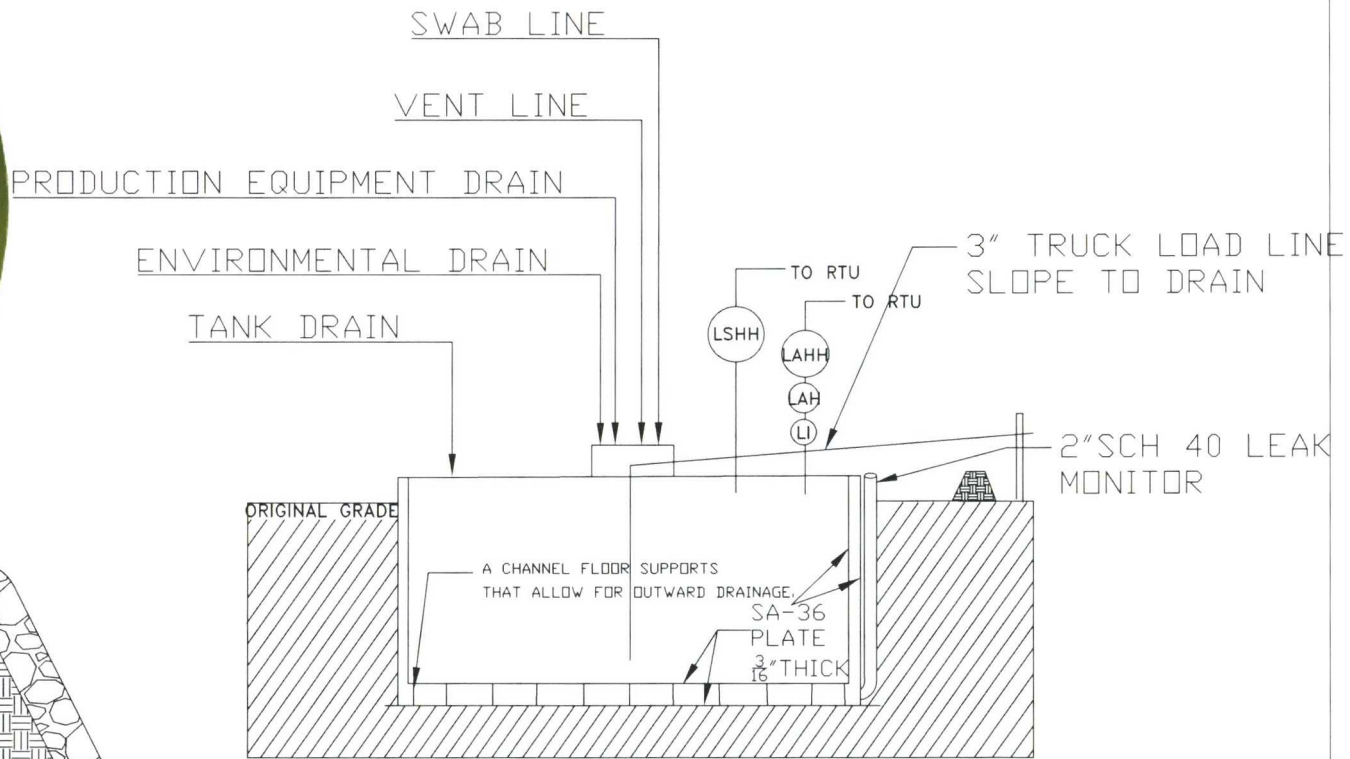 SWAB LINE
VENT LINE
PRODUCTION EQUIPMENT DRAIN
ENVIRONMENTAL DRAIN
TANK DRAIN
TO RTU
TO RTU
3" TRUCK LOAD LINE
SLOPE TO DRAIN
LSHH
LAHH
LAH
LI
2"SCH 40 LEAK
MONITOR
ORIGINAL GRADE
A CHANNEL FLOOR SUPPORTS
THAT ALLOW FOR OUTWARD DRAINAGE.
SA-36
PLATE
3/16"THICK